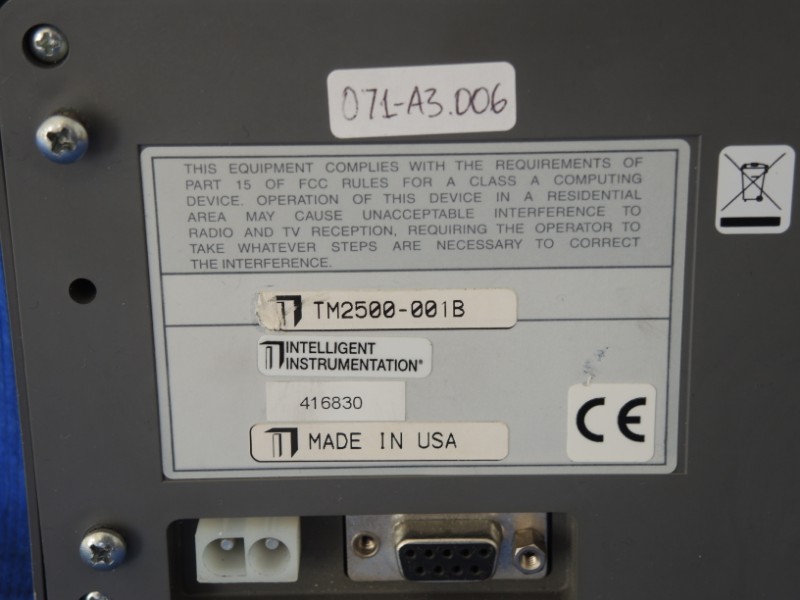 071-A3.006
THIS EQUIPMENT COMPLIES WITH THE REQUIREMENTS OF
PART 15 OF FCC RULES FOR A CLASS A COMPUTING
DEVICE. OPERATION OF THIS DEVICE IN A RESIDENTIAL
AREA MAY CAUSE UNACCEPTABLE INTERFERENCE TO
RADIO AND TV RECEPTION, REQUIRING THE OPERATOR TO
TAKE WHATEVER STEPS ARE NECESSARY TO CORRECT
THE INTERFERENCE.
TM2500-001B
INTELLIGENT
INSTRUMENTATION®
416830
CE
MADE IN USA